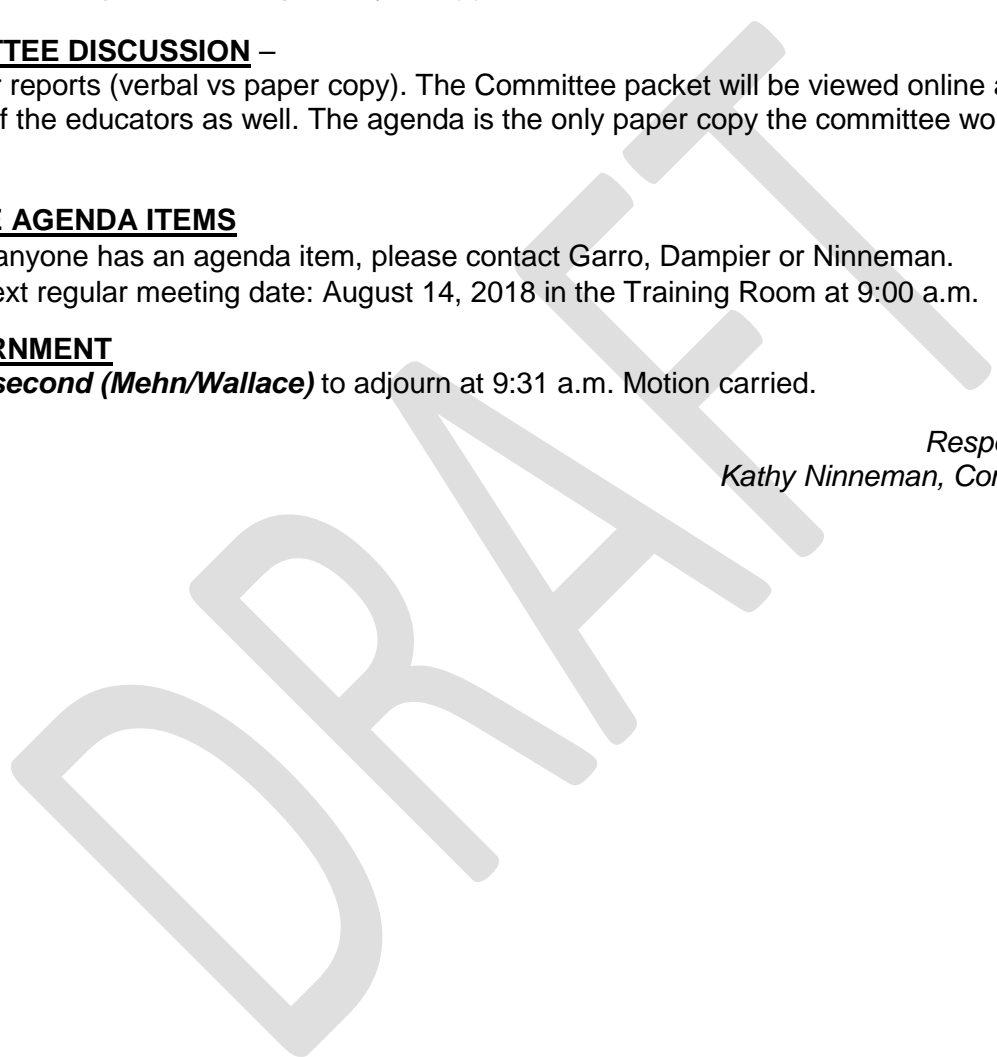 TTEE DISCUSSION –
r reports (verbal vs paper copy). The Committee packet will be viewed online a
f the educators as well. The agenda is the only paper copy the committee wo
E AGENDA ITEMS
anyone has an agenda item, please contact Garro, Dampier or Ninneman.
ext regular meeting date: August 14, 2018 in the Training Room at 9:00 a.m.
RNMENT
second (Mehn/Wallace) to adjourn at 9:31 a.m. Motion carried.
Respe
Kathy Ninneman, Cor
DRAFT